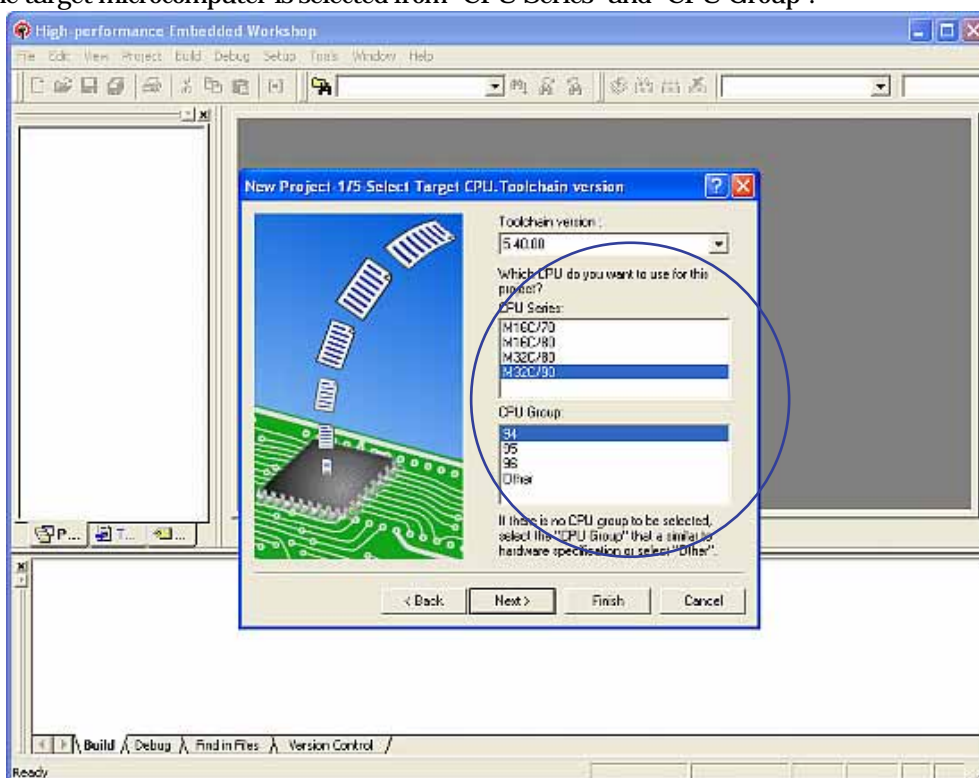 e target microcomputer is selected from "CPU Series" and "CPU Group".
High-performance Embedded Workshop
File Edit View Project Build Debug Setup Tools Window Help
New Project-1/5-Select Target CPU.Toolchain version
Toolchain version :
5.40.00
Which CPU do you want to use for this
project?
CPU Series:
M16C/70
M16C/80
M32C/80
M32C/90
CPU Group:
94
95
96
Other
If there is no CPU group to be selected,
select the "CPU Group" that a similar to
hardware specification or select "Other".
< Back
Next >
Finish
Cancel
P...
T...
Build
Debug
Find in Files
Version Control
Ready